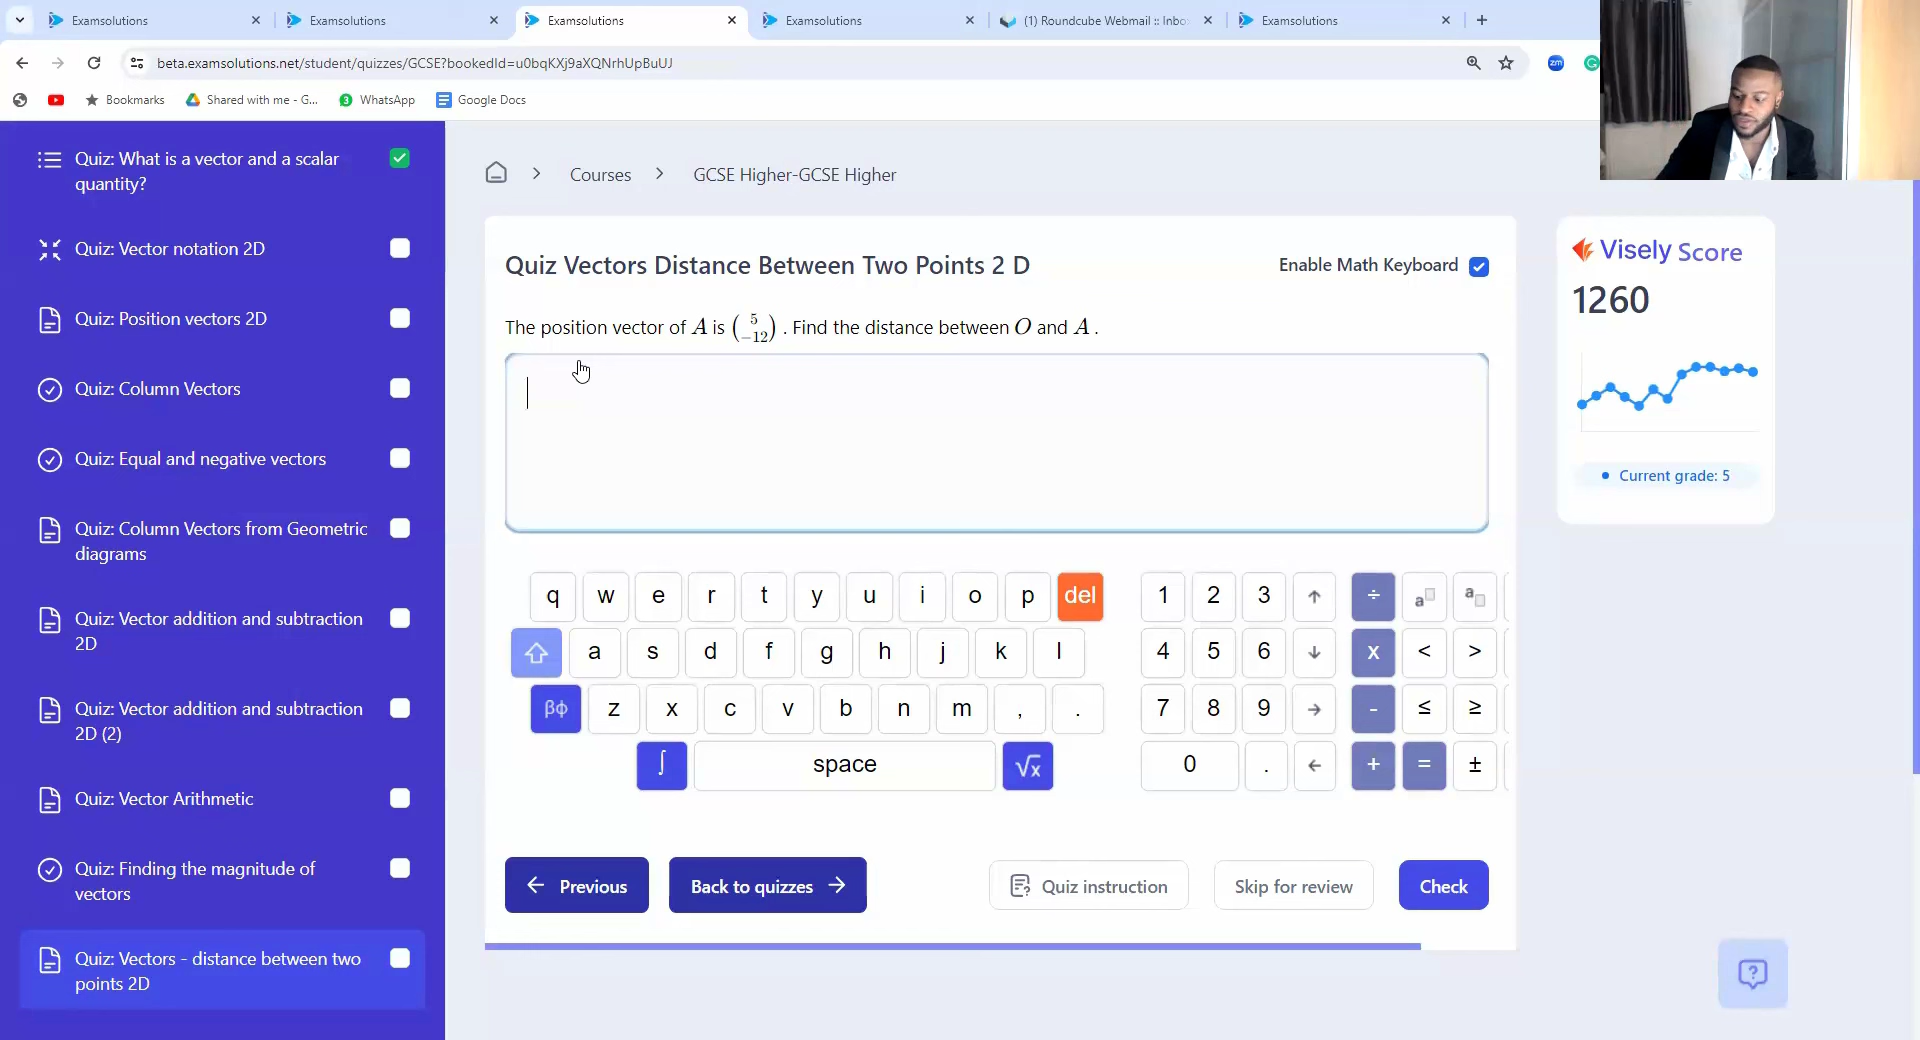 Examsolutions
Examsolutions
Examsolutions
Examsolutions
(1) Roundcube Webmail :: Inbo
Examsolutions
beta.examsolutions.net/student/quizzes/GCSE?bookedId=u0bqKXj9aXQNrhUpBuUJ
zm
Bookmarks
Shared with me - G...
3
WhatsApp
Google Docs
Quiz: What is a vector and a scalar
quantity?
Quiz: Vector notation 2D
Quiz: Position vectors 2D
Quiz: Column Vectors
Quiz: Equal and negative vectors
Quiz: Column Vectors from Geometric
diagrams
Quiz: Vector addition and subtraction
2D
Quiz: Vector addition and subtraction
2D (2)
Quiz: Vector Arithmetic
Quiz: Finding the magnitude of
vectors
Quiz: Vectors - distance between two
points 2D
Courses
GCSE Higher-GCSE Higher
Quiz Vectors Distance Between Two Points 2 D
Enable Math Keyboard
The position vector of A is (5 −12) . Find the distance between O and A .
q w e r t y u i o p del
a s d f g h j k l
βφ z x c v b n m , .
∫ space √x
1 2 3 ↑ ÷ a□ a□
4 5 6 ↓ x < >
7 8 9 → - ≤ ≥
0 . ← + = ±
← Previous
Back to quizzes →
Quiz instruction
Skip for review
Check
Visely Score
1260
Current grade: 5